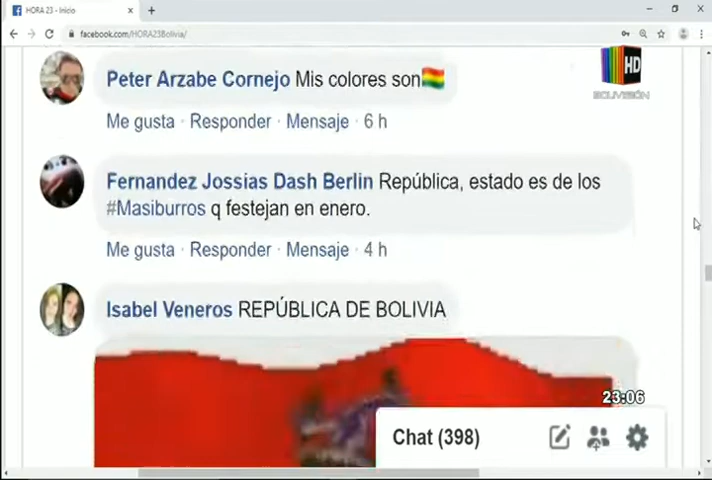 HORA 23 - Inicio
facebook.com/HORA23Bolivia/
HD
BOLIVISIÓN
Peter Arzabe Cornejo Mis colores son
Me gusta · Responder · Mensaje · 6 h
Fernandez Jossias Dash Berlin República, estado es de los
#Masiburros q festejan en enero.
Me gusta · Responder · Mensaje · 4 h
Isabel Veneros REPÚBLICA DE BOLIVIA
23:06
Chat (398)